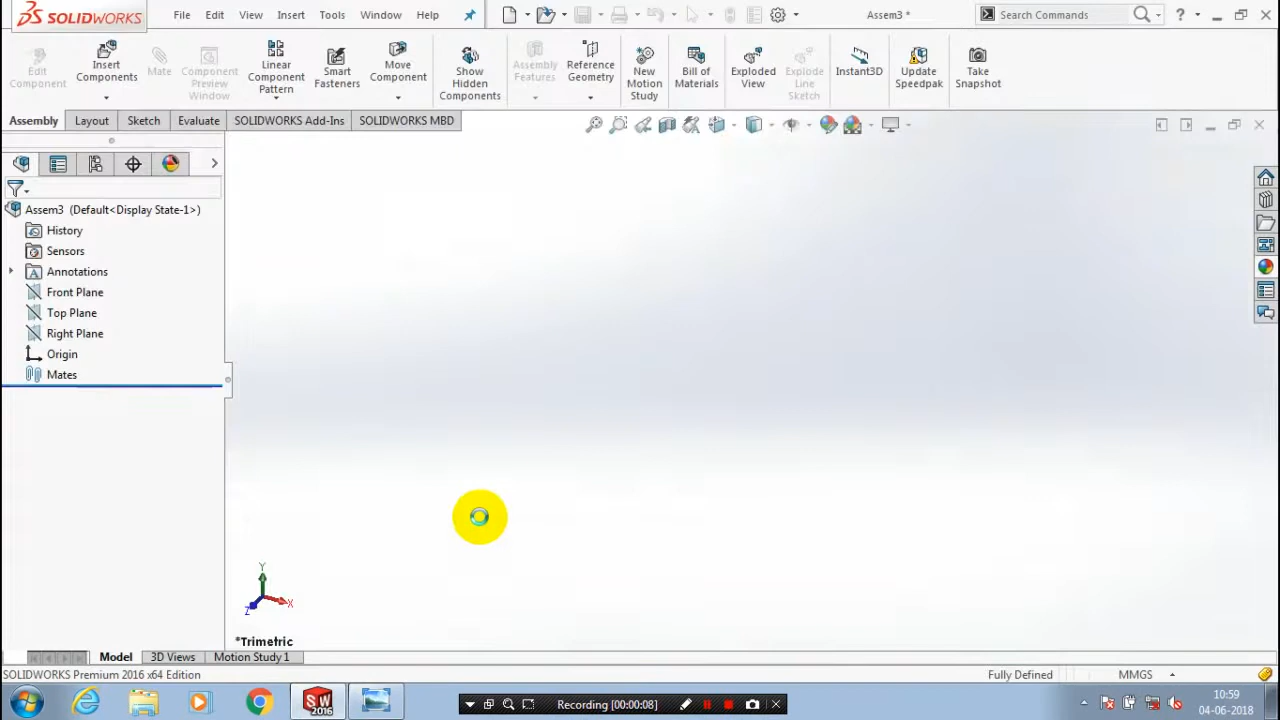 SOLIDWORKS File Edit View Insert Tools Window Help Assem3 * Search Commands ?
Edit Component
Insert Components
Mate
Component Preview Window
Linear Component Pattern
Smart Fasteners
Move Component
Show Hidden Components
Assembly Features
Reference Geometry
New Motion Study
Bill of Materials
Exploded View
Explode Line Sketch
Instant3D
Update Speedpak
Take Snapshot
Assembly Layout Sketch Evaluate SOLIDWORKS Add-Ins SOLIDWORKS MBD
Assem3 (Default<Display State-1>)
History
Sensors
A Annotations
Front Plane
Top Plane
Right Plane
Origin
Mates
Y
X
Z
*Trimetric
Model 3D Views Motion Study 1
SOLIDWORKS Premium 2016 x64 Edition Fully Defined MMGS
SW 2016
Recording [00:00:08]
10:59
04-06-2018